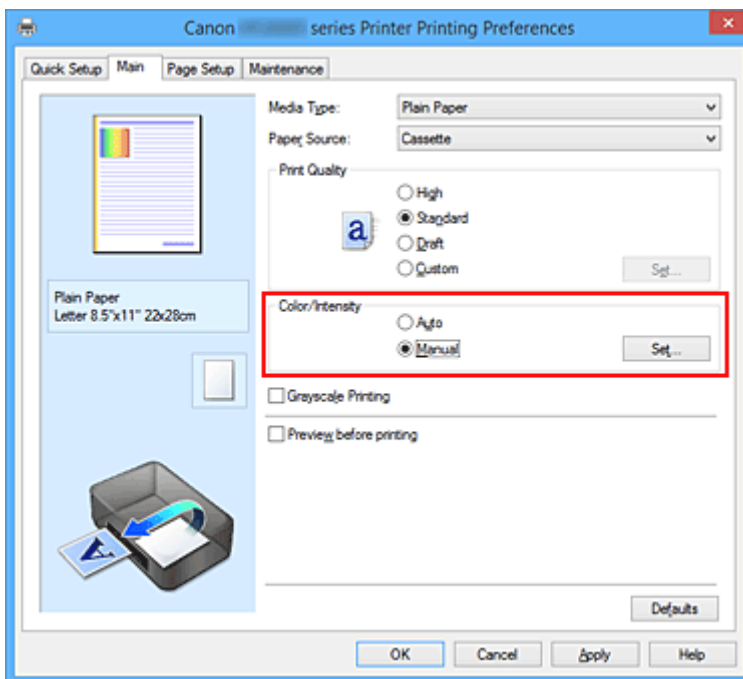 Canon series Printer Printing Preferences
Quick Setup Main Page Setup Maintenance
Media Type: Plain Paper
Paper Source: Cassette
Print Quality
High
a Standard
Draft
Custom Set...
Plain Paper
Letter 8.5"x11" 22x28cm
Color/Intensity
Auto
Manual Set...
Grayscale Printing
Preview before printing
A
Defaults
OK Cancel Apply Help